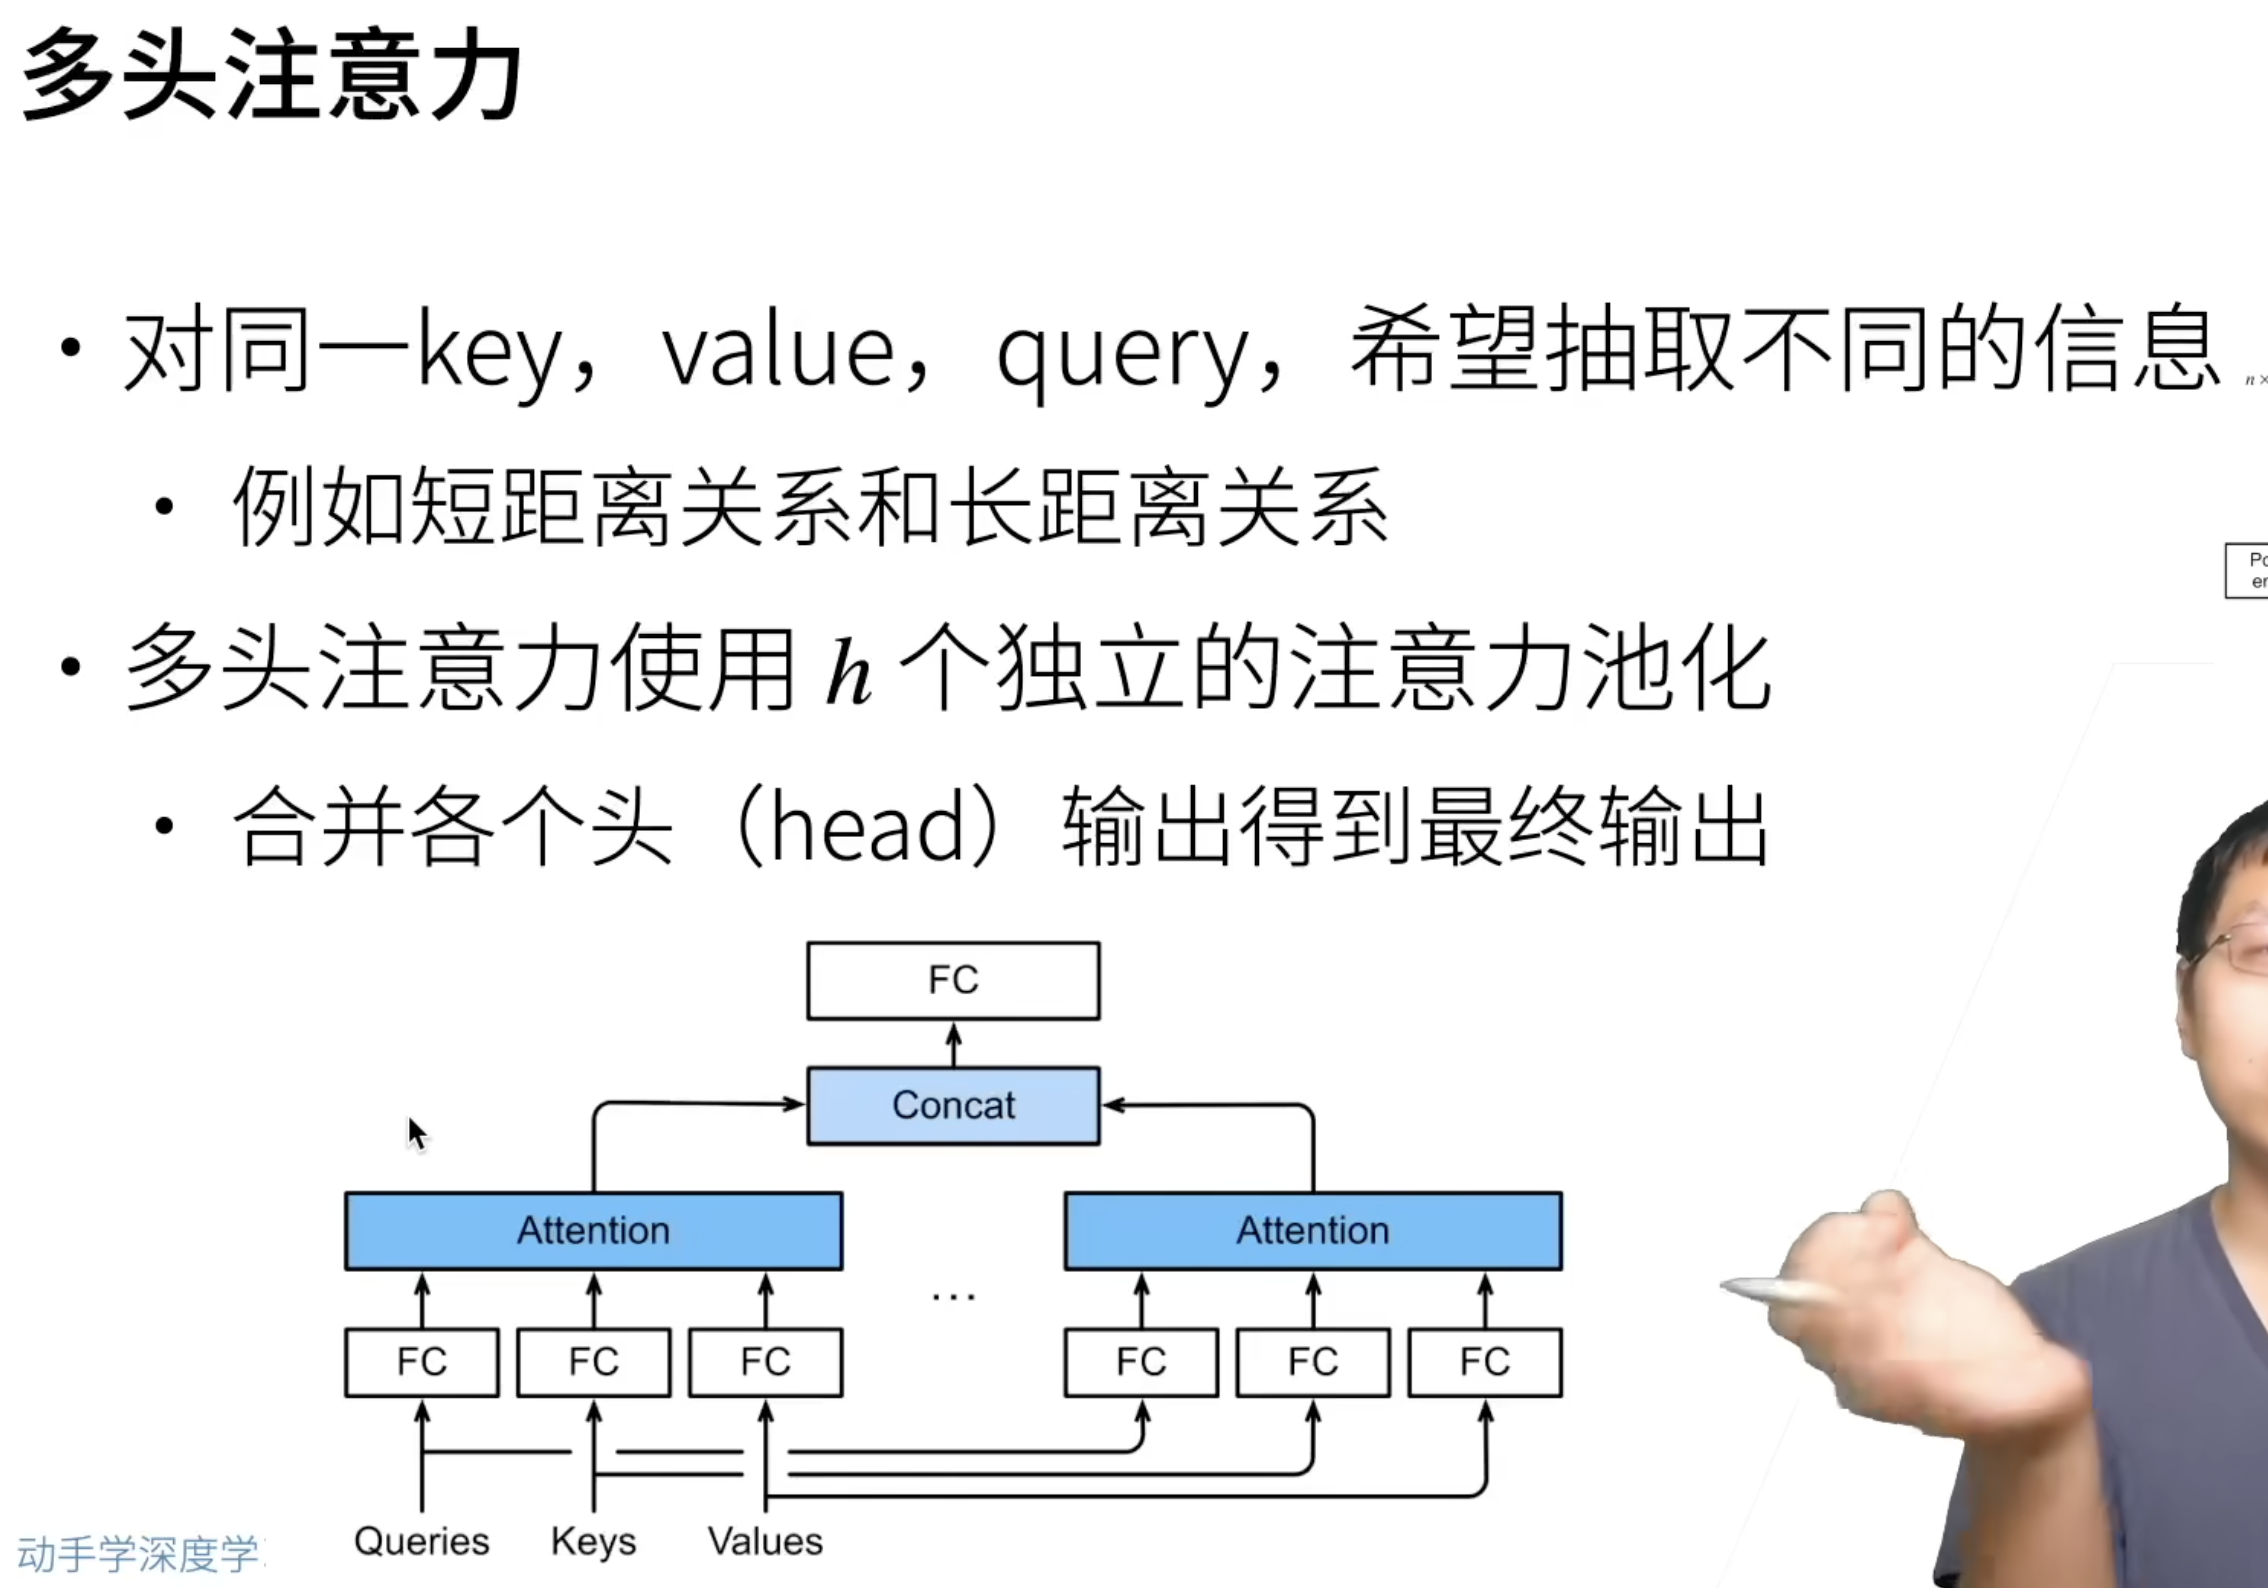 多头注意力
• 对同一key，value，query，希望抽取不同的信息
• 例如短距离关系和长距离关系
• 多头注意力使用 h 个独立的注意力池化
• 合并各个头（head）输出得到最终输出
FC
Concat
Attention ... Attention
FC FC FC FC FC FC
Queries Keys Values
动手学深度学